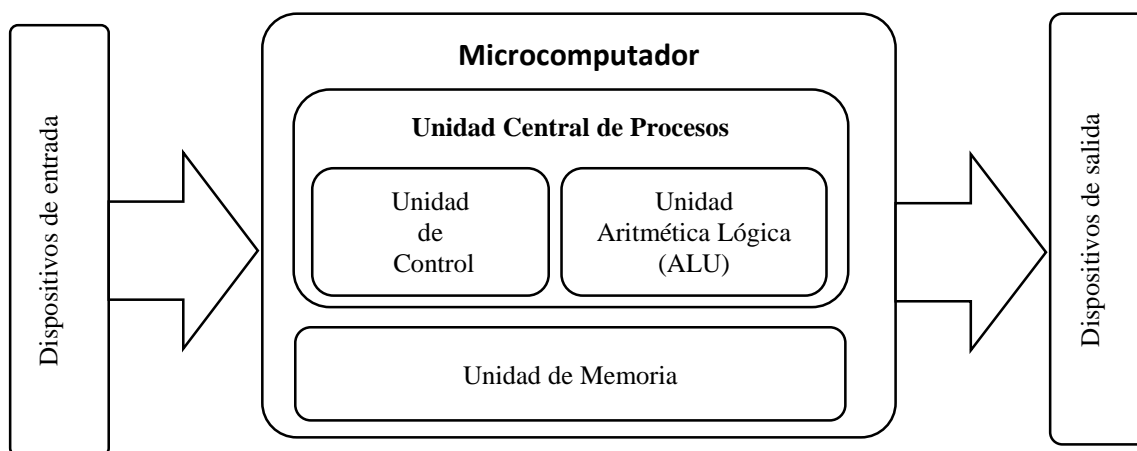 Dispositivos de entrada
Microcomputador
Unidad Central de Procesos
Unidad
de
Control
Unidad
Aritmética Lógica
(ALU)
Unidad de Memoria
Dispositivos de salida